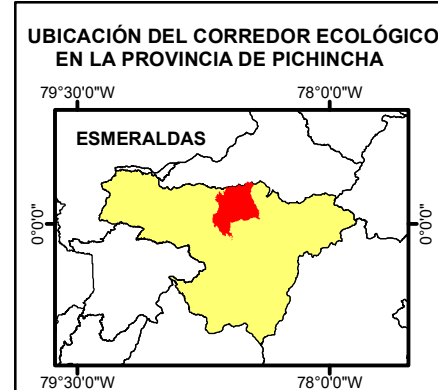 UBICACIÓN DEL CORREDOR ECOLÓGICO
EN LA PROVINCIA DE PICHINCHA
79°30'0"W 78°0'0"W
ESMERALDAS
0°0'0" 0°0'0"
79°30'0"W 78°0'0"W